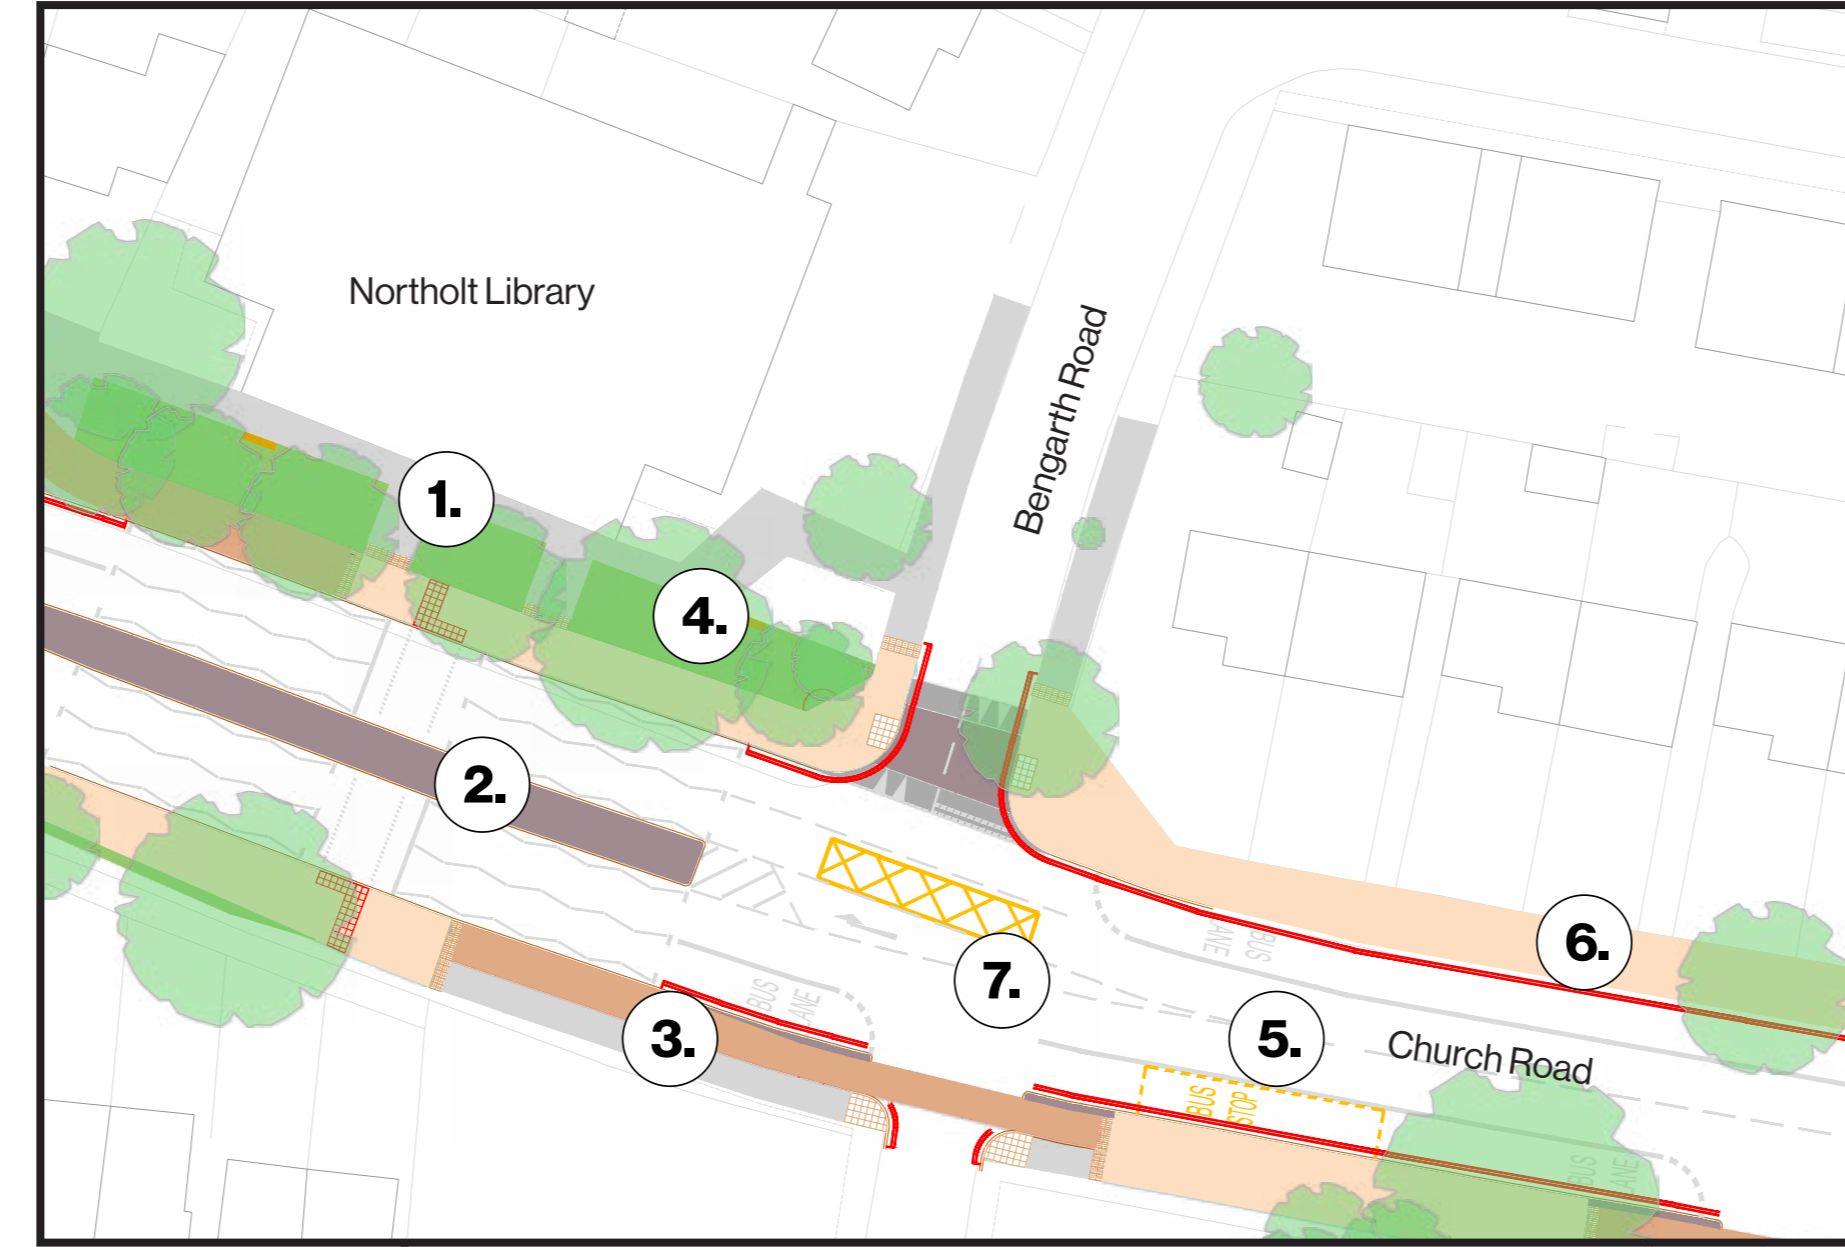 Northolt Library
Bengarth Road
1.
4.
2.
6.
7.
BUS
LANE
BUS
LANE
3.
5.
Church Road
BUS
STOP
BUS
LANE